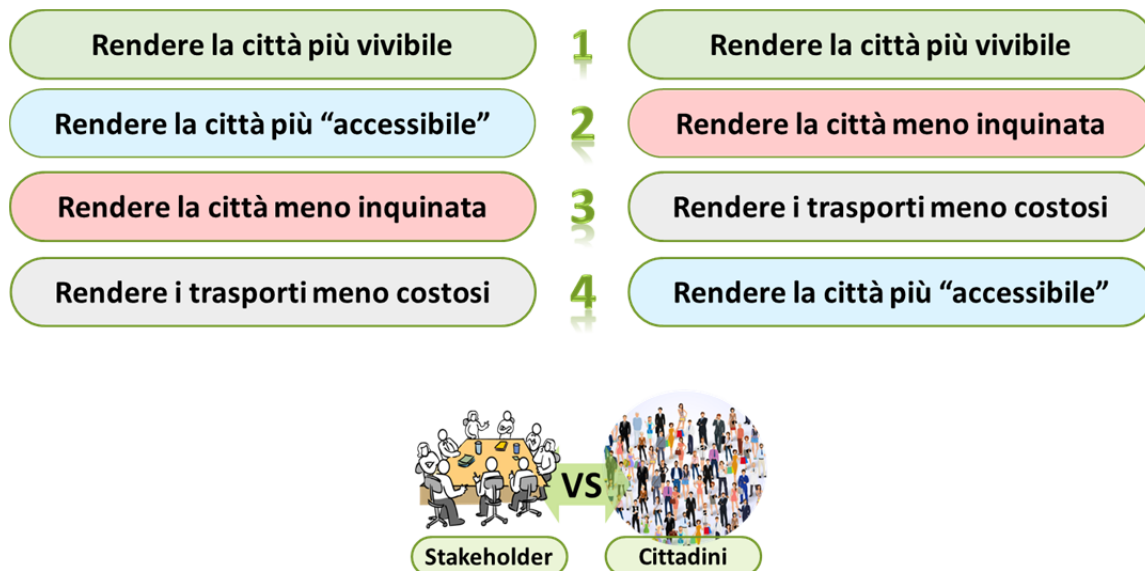 Rendere la città più vivibile
1
Rendere la città più vivibile
Rendere la città più “accessibile”
2
Rendere la città meno inquinata
Rendere la città meno inquinata
3
Rendere i trasporti meno costosi
Rendere i trasporti meno costosi
4
Rendere la città più “accessibile”
VS
Stakeholder
Cittadini